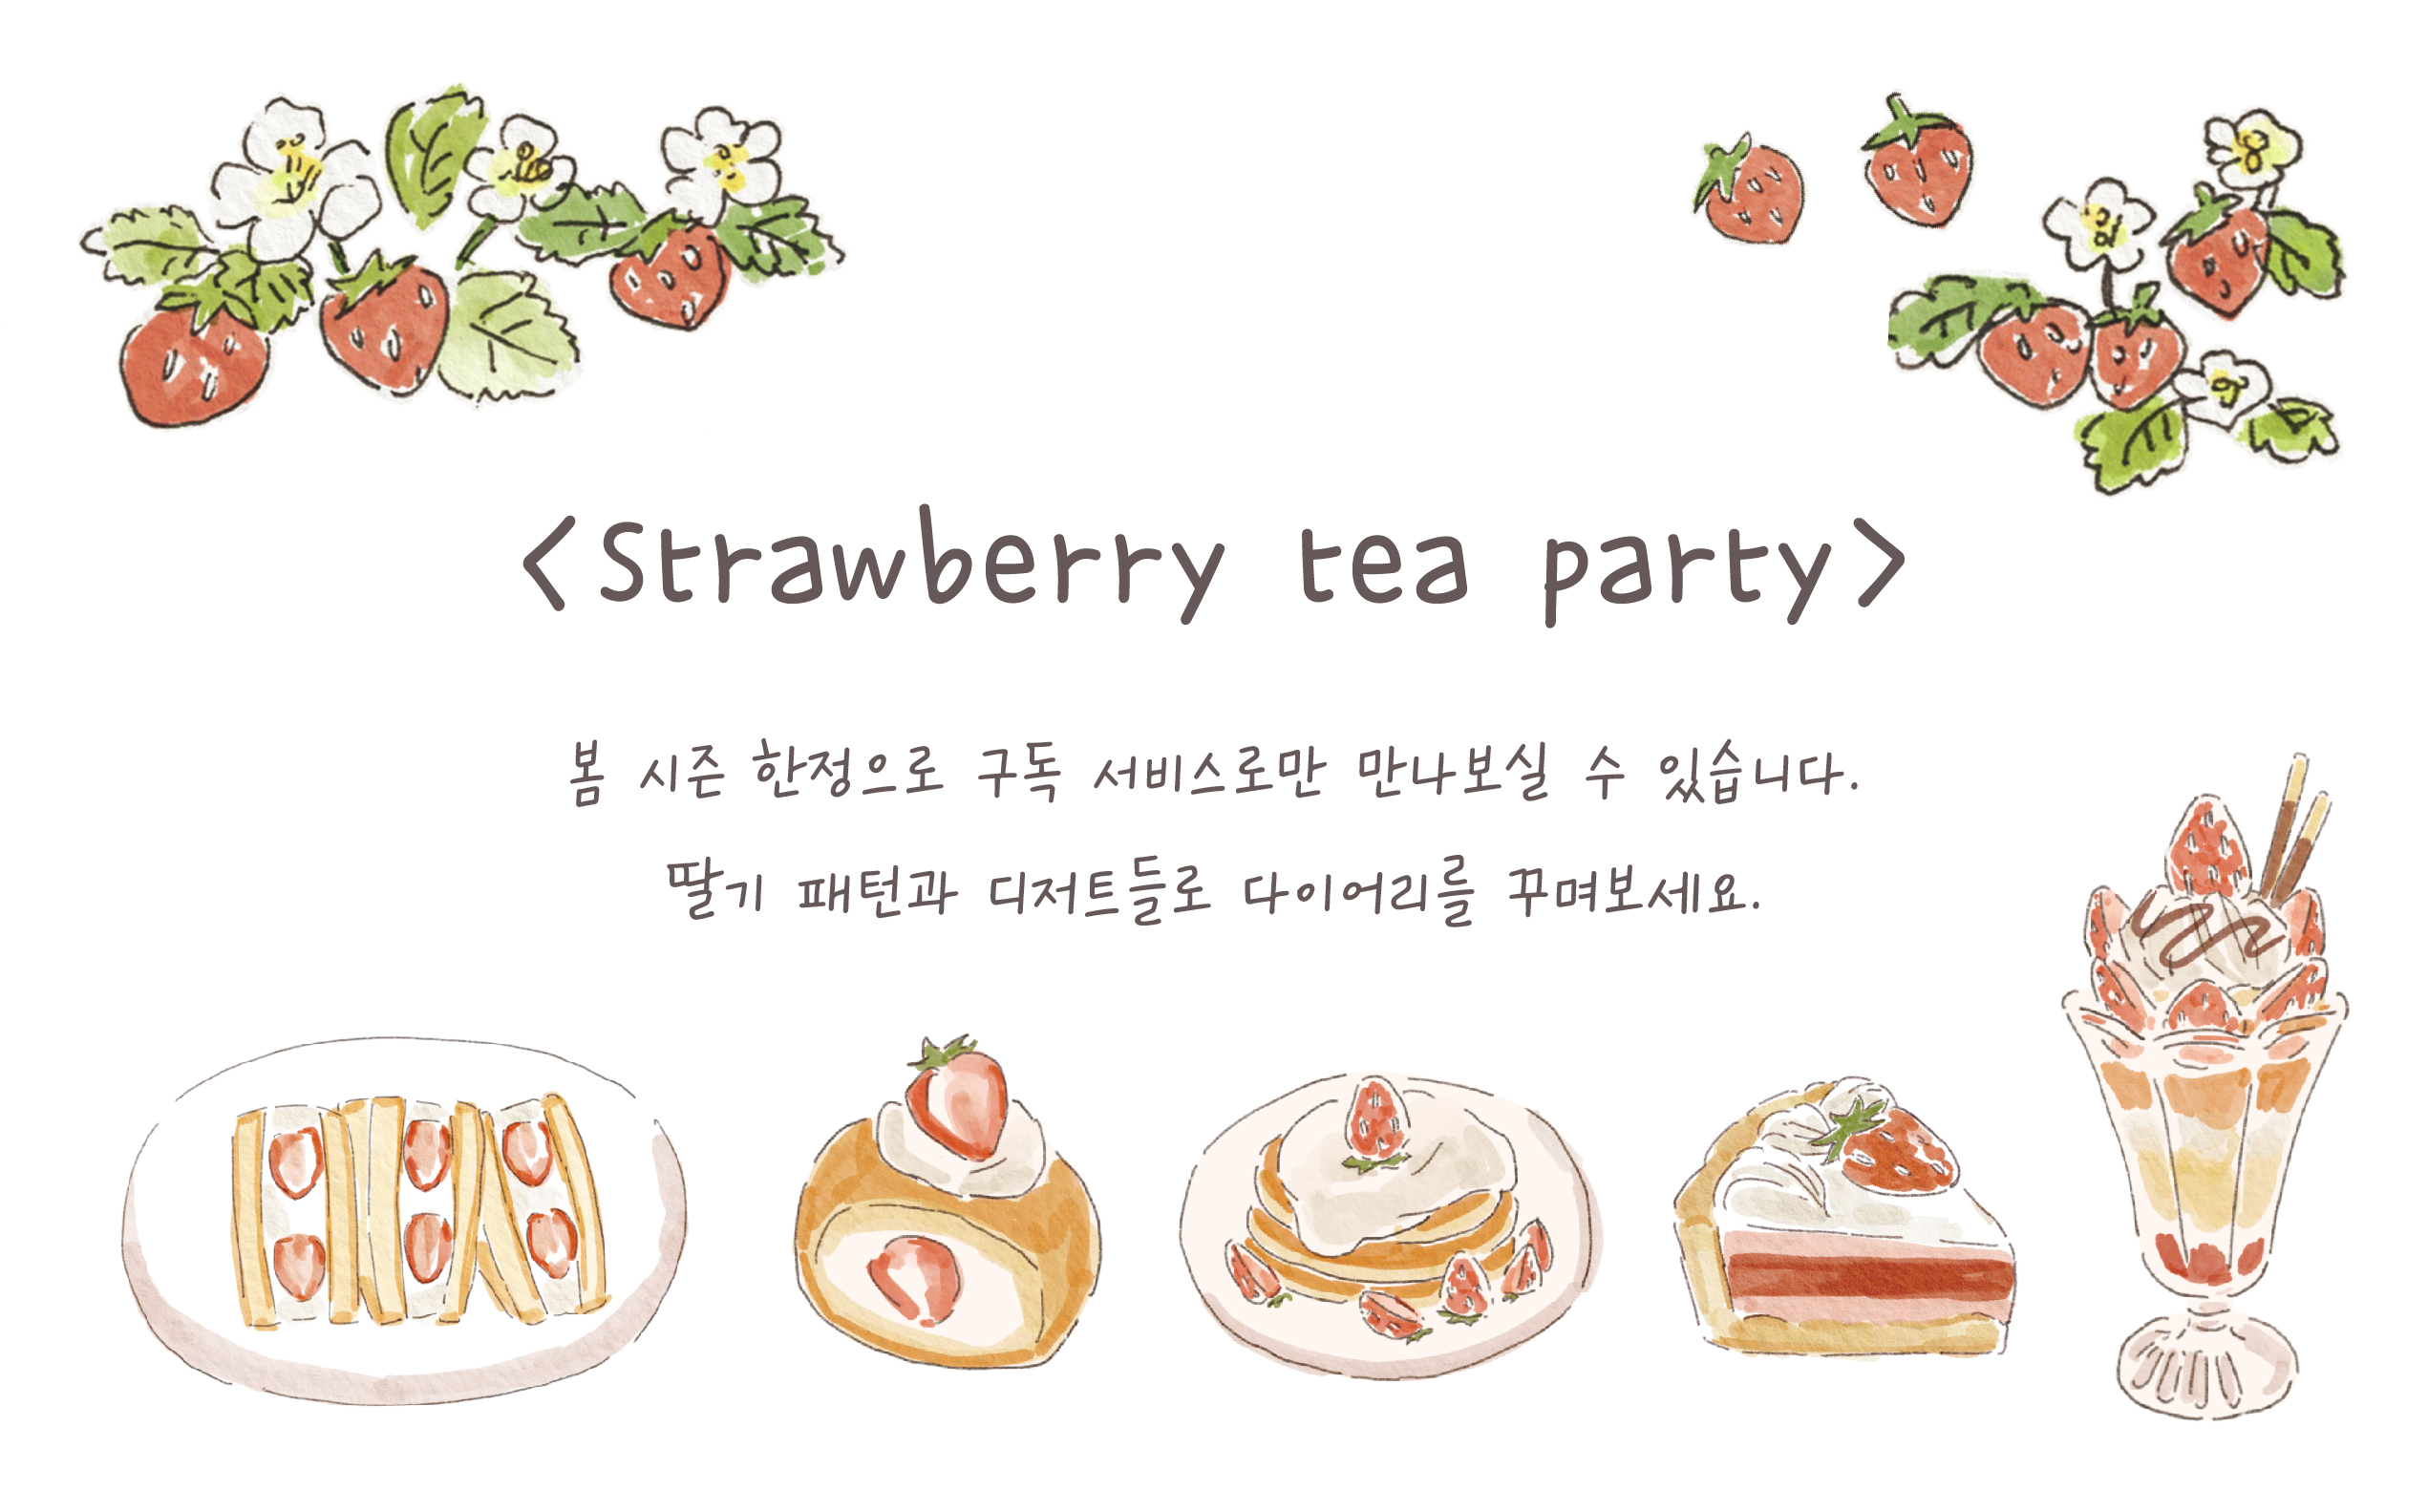 <Strawberry tea party>
봄 시즌 한정으로 구독 서비스로만 만나보실 수 있습니다.
딸기 패턴과 디저트들로 다이어리를 꾸며보세요.